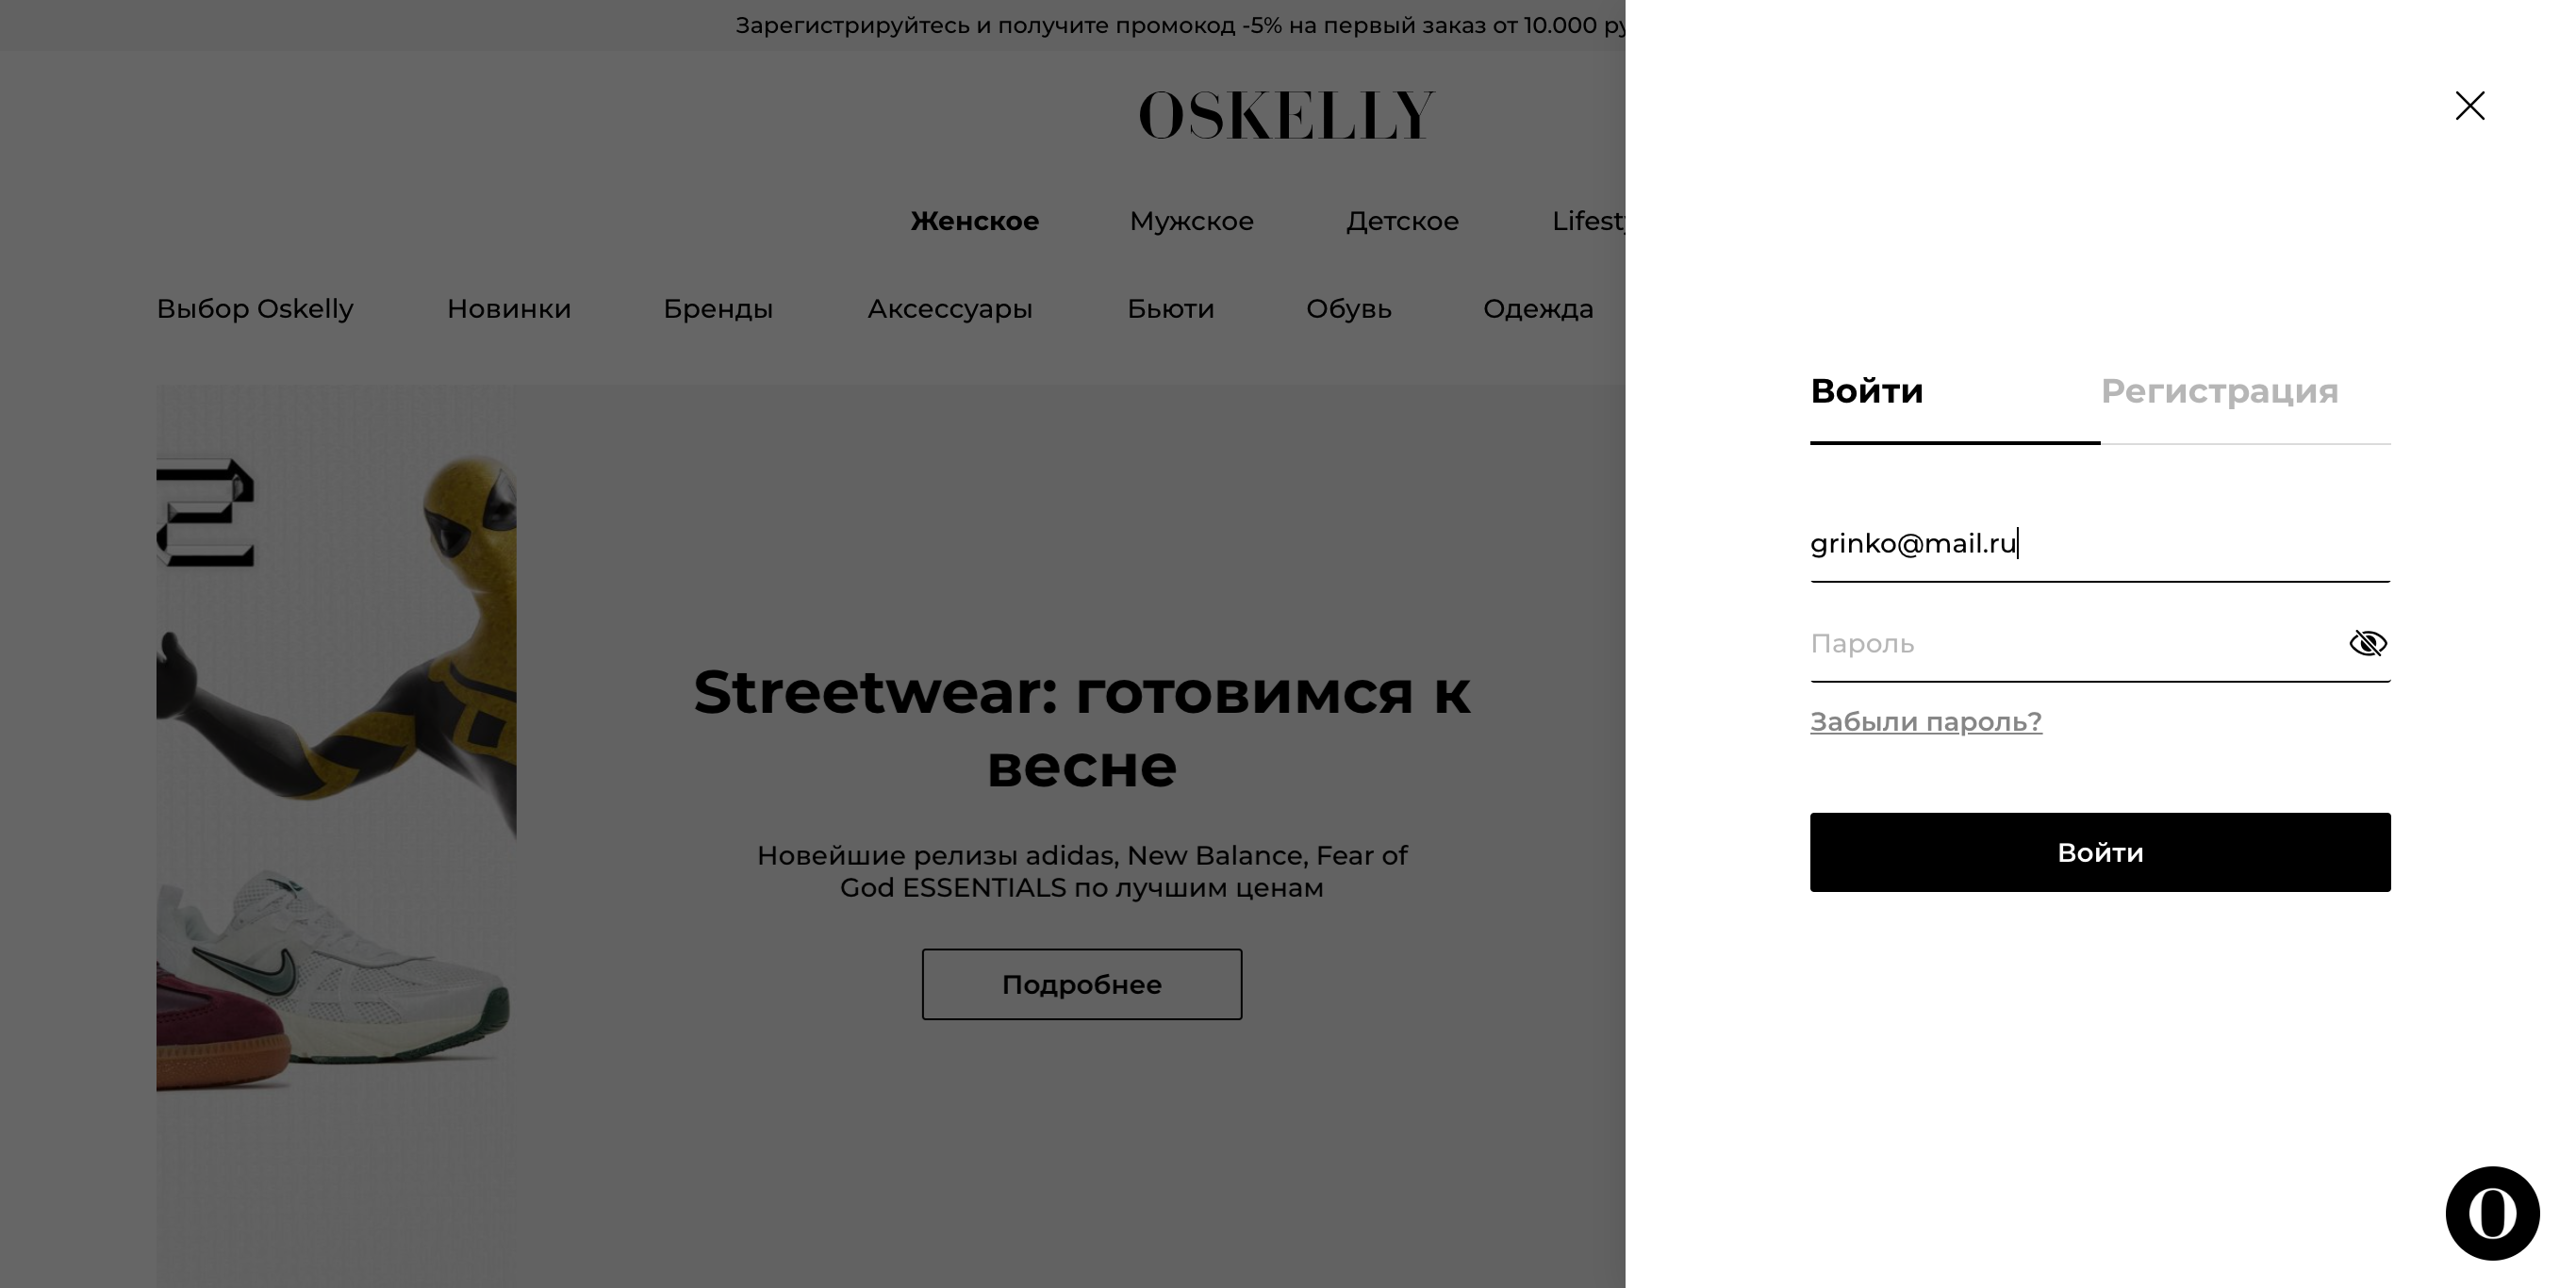 Зарегистрируйтесь и получите промокод -5% на первый заказ от 10.000
OSKELLY
Женское Мужское Детское
Выбор Oskelly Новинки Бренды Аксессуары Бьюти Обувь Одежда
Streetwear: готовимся к
весне
Новейшие релизы adidas, New Balance, Fear of
God ESSENTIALS по лучшим ценам
Подробнее
Войти Регистрация
grinko@mail.ru
Пароль
Забыли пароль?
Войти
O